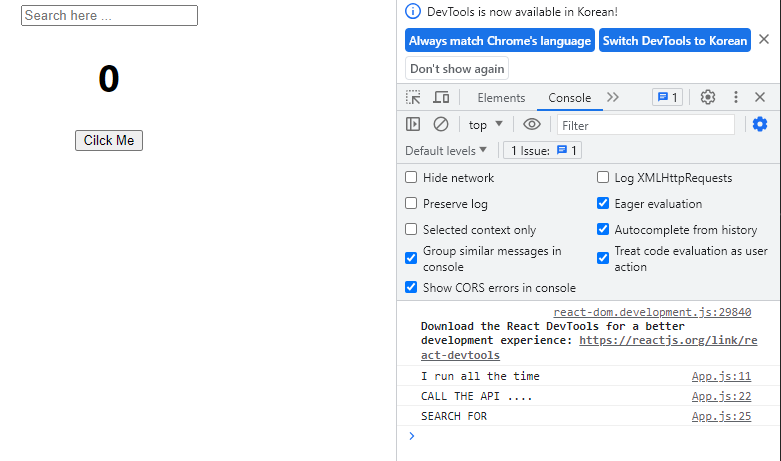 Search here ...
0
Cilck Me
DevTools is now available in Korean!
Always match Chrome's language
Switch DevTools to Korean
Don't show again
Elements
Console
1
top
Filter
Default levels
1 Issue:
1
Hide network
Log XMLHttpRequests
Preserve log
Eager evaluation
Selected context only
Autocomplete from history
Group similar messages in
console
Treat code evaluation as user
action
Show CORS errors in console
react-dom.development.js:29840
Download the React DevTools for a better
development experience: https://reactjs.org/link/re
act-devtools
I run all the time App.js:11
CALL THE API .... App.js:22
SEARCH FOR App.js:25